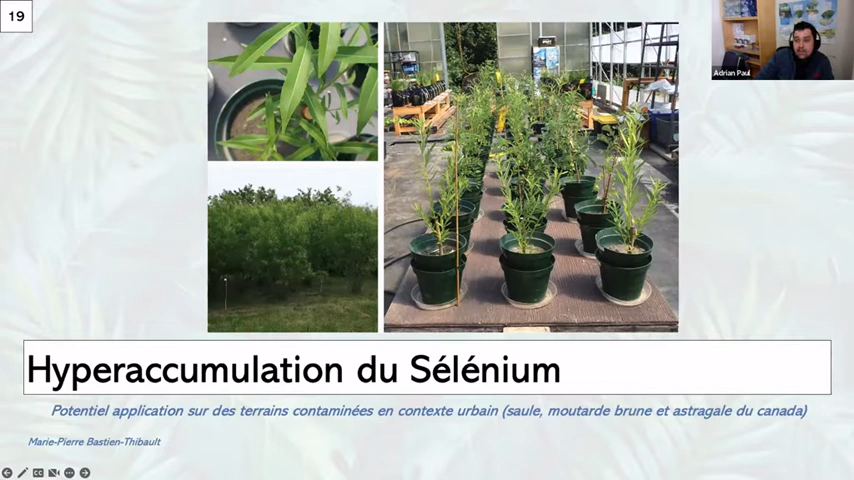 19
Adrian Paul
Hyperaccumulation du Sélénium
Potentiel application sur des terrains contaminées en contexte urbain (saule, moutarde brune et astragale du canada)
Marie-Pierre Bastien-Thibault